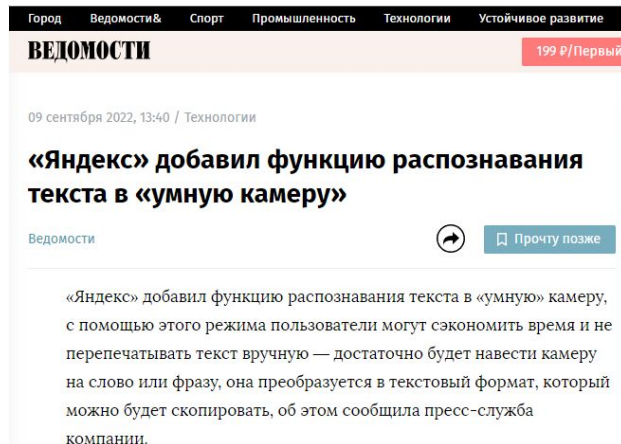 Город Ведомости& Спорт Промышленность Технологии Устойчивое развитие
ВЕДОМОСТИ
199 ₽/Первый
09 сентября 2022, 13:40 / Технологии
«Яндекс» добавил функцию распознавания
текста в «умную камеру»
Ведомости
Прочту позже
«Яндекс» добавил функцию распознавания текста в «умную» камеру,
с помощью этого режима пользователи могут сэкономить время и не
перепечатывать текст вручную — достаточно будет навести камеру
на слово или фразу, она преобразуется в текстовый формат, который
можно будет скопировать, об этом сообщила пресс-служба
компании.